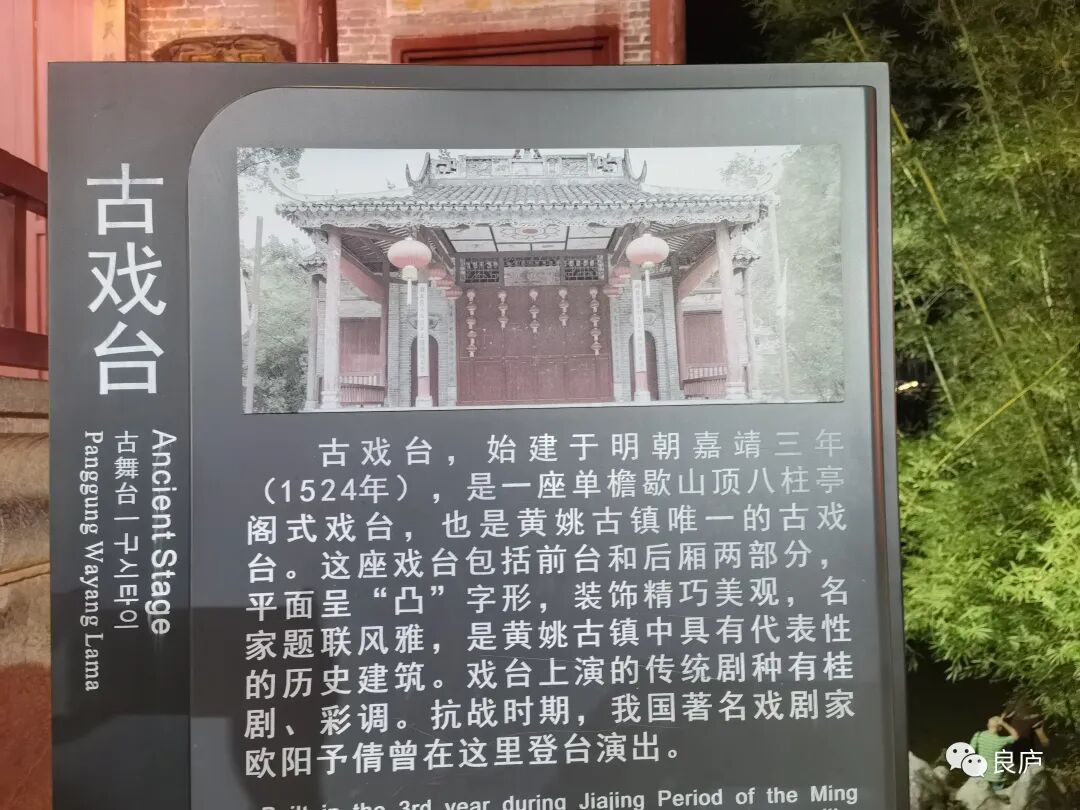 古戏台
Ancient Stage
古舞台 | 구시타이
Panggung Wayang Lama
古戏台，始建于明朝嘉靖三年
（1524年），是一座单檐歇山顶八柱亭
阁式戏台，也是黄姚古镇唯一的古戏
台。这座戏台包括前台和后厢两部分，
平面呈“凸”字形，装饰精巧美观，名
家题联风雅，是黄姚古镇中具有代表性
的历史建筑。戏台上演的传统剧种有桂
剧、彩调。抗战时期，我国著名戏剧家
欧阳予倩曾在这里登台演出。
Built in the 3rd year during Jiajing Period of the Ming
良庐